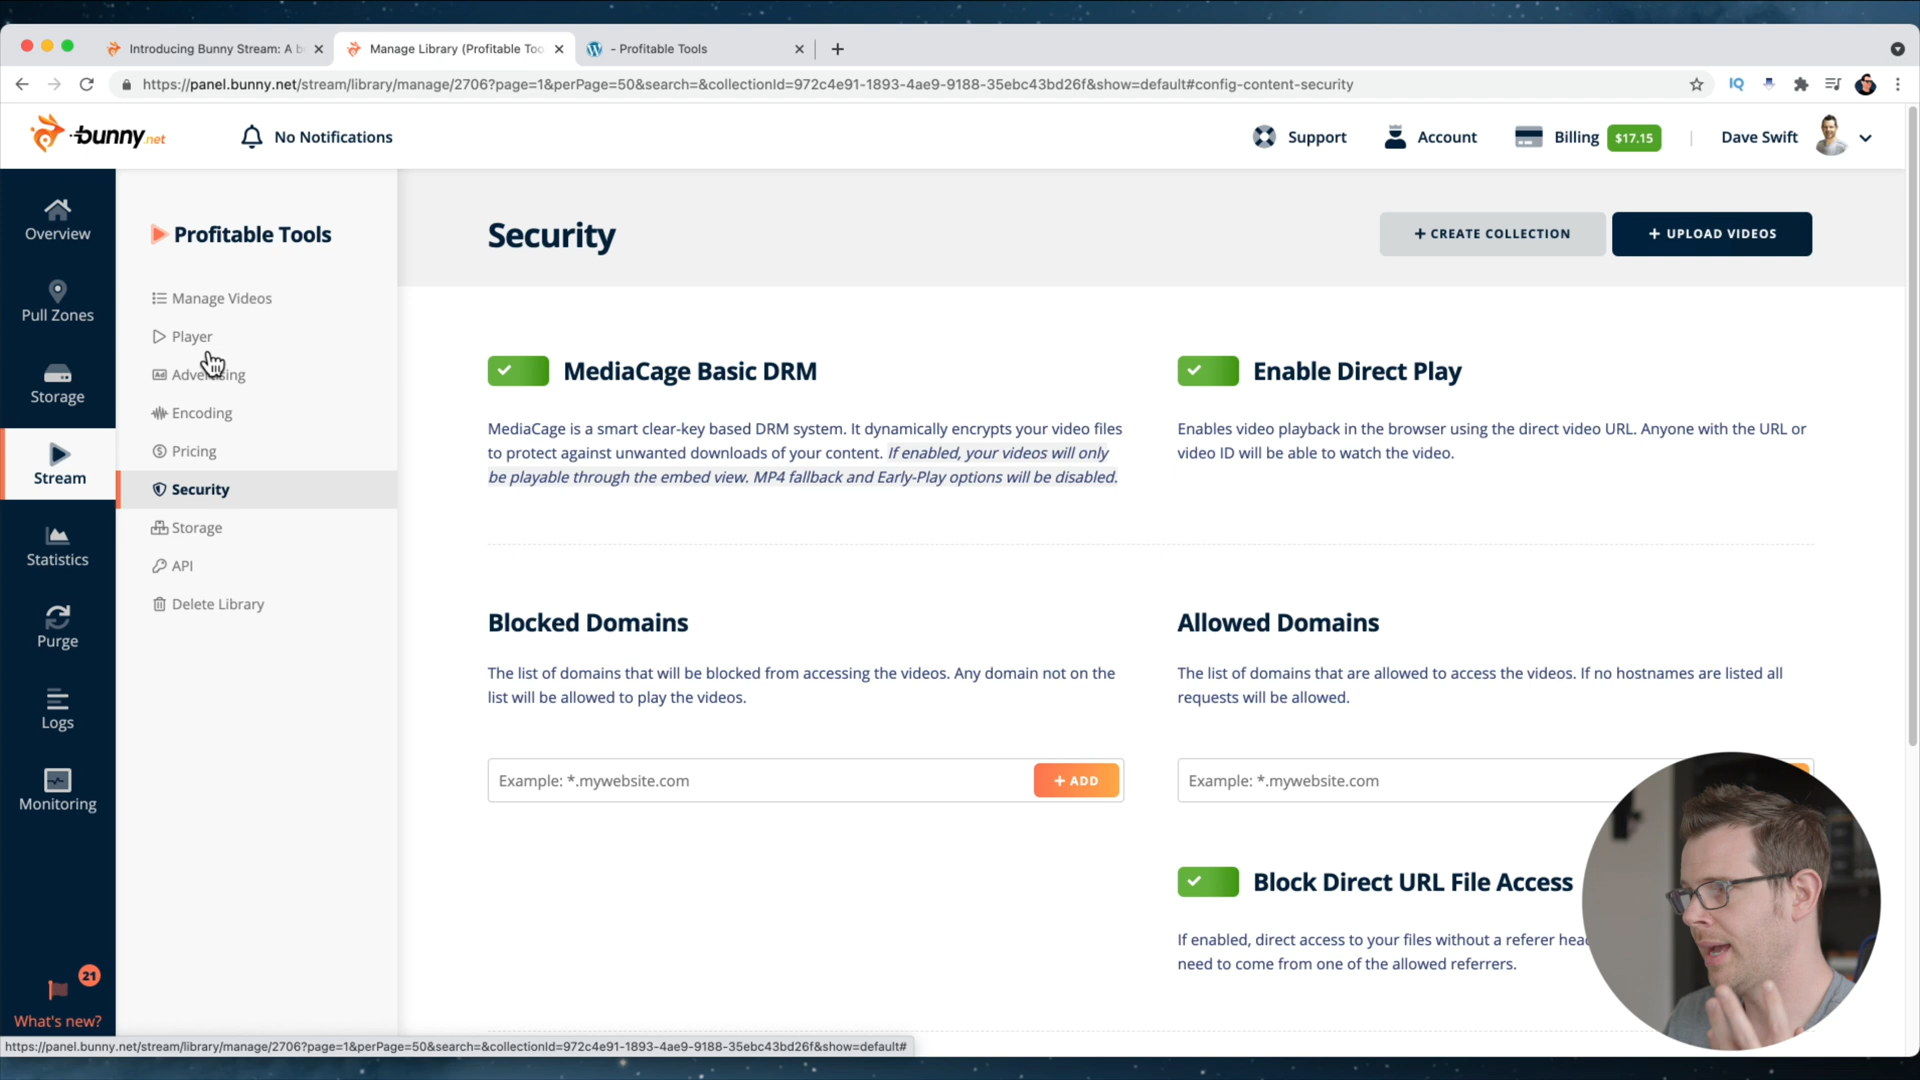 Introducing Bunny Stream: A b
Manage Library (Profitable Too
- Profitable Tools
https://panel.bunny.net/stream/library/manage/2706?page=1&perPage=50&search=&collectionId=972c4e91-1893-4ae9-9188-35ebc43bd26f&show=default#config-content-security
IQ
bunny.net
No Notifications
Support
Account
Billing
$17.15
Dave Swift
Overview
Pull Zones
Storage
Stream
Statistics
Purge
Logs
Monitoring
21
What's new?
Profitable Tools
Manage Videos
Player
Ad
Advertising
Encoding
Pricing
Security
Storage
API
Delete Library
Security
+ CREATE COLLECTION
+ UPLOAD VIDEOS
MediaCage Basic DRM
MediaCage is a smart clear-key based DRM system. It dynamically encrypts your video files
to protect against unwanted downloads of your content. If enabled, your videos will only
be playable through the embed view. MP4 fallback and Early-Play options will be disabled.
Enable Direct Play
Enables video playback in the browser using the direct video URL. Anyone with the URL or
video ID will be able to watch the video.
Blocked Domains
The list of domains that will be blocked from accessing the videos. Any domain not on the
list will be allowed to play the videos.
Example: *.mywebsite.com
+ ADD
Allowed Domains
The list of domains that are allowed to access the videos. If no hostnames are listed all
requests will be allowed.
Example: *.mywebsite.com
Block Direct URL File Access
If enabled, direct access to your files without a referer hea
need to come from one of the allowed referrers.
https://panel.bunny.net/stream/library/manage/2706?page=1&perPage=50&search=&collectionId=972c4e91-1893-4ae9-9188-35ebc43bd26f&show=default#